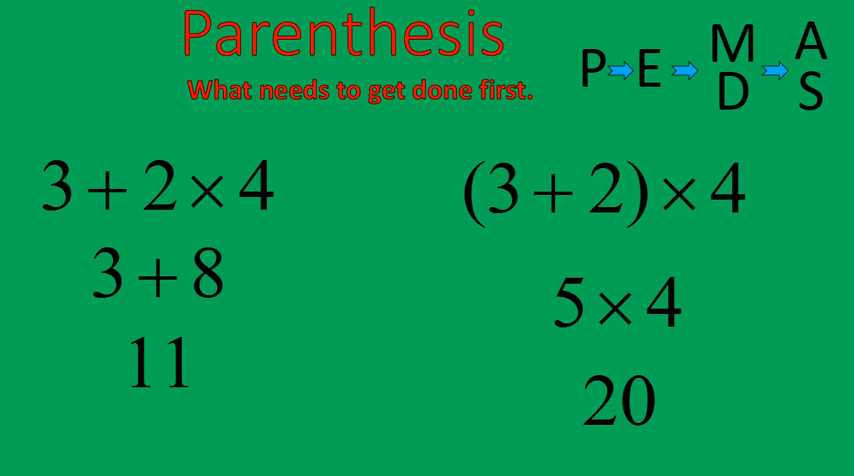 Parenthesis
What needs to get done first.
P E M A
D S
3 + 2 × 4
3 + 8
11
(3 + 2) × 4
5 × 4
20